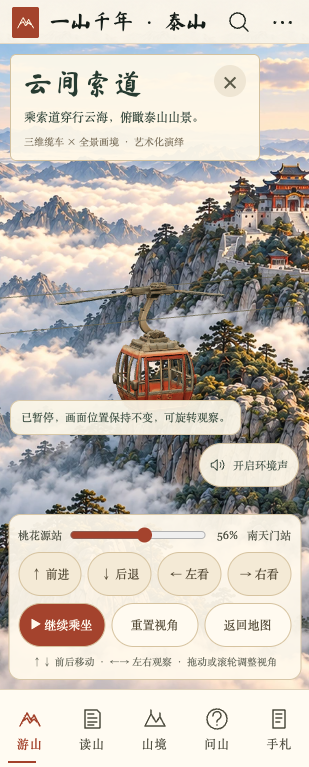 一山千年 · 泰山
云间索道
乘索道穿行云海，俯瞰泰山山景。
三维缆车 × 全景画境 · 艺术化演绎
已暂停，画面位置保持不变，可旋转观察。
开启环境声
桃花源站 56% 南天门站
↑ 前进 ↓ 后退 ← 左看 → 右看
▶ 继续乘坐 重置视角 返回地图
↑ ↓ 前后移动 · ←→ 左右观察 · 拖动或滚轮调整视角
游山 读山 山境 问山 手札